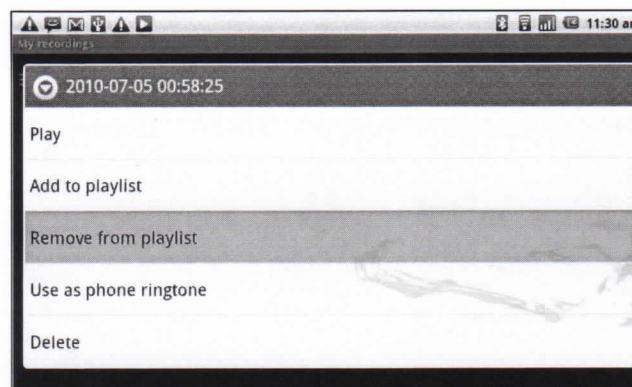 11:30 am
My recordings
2010-07-05 00:58:25
Play
Add to playlist
Remove from playlist
Use as phone ringtone
Delete